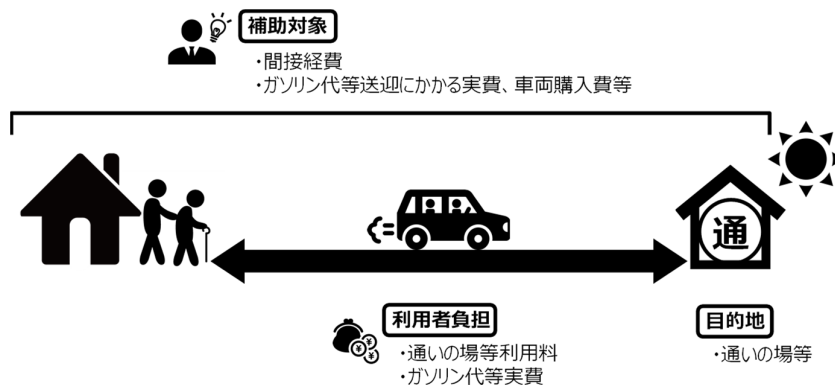 補助対象
・間接経費
・ガソリン代等送迎にかかる実費、車両購入費等
通
利用者負担
・通いの場等利用料
・ガソリン代等実費
目的地
・通いの場等